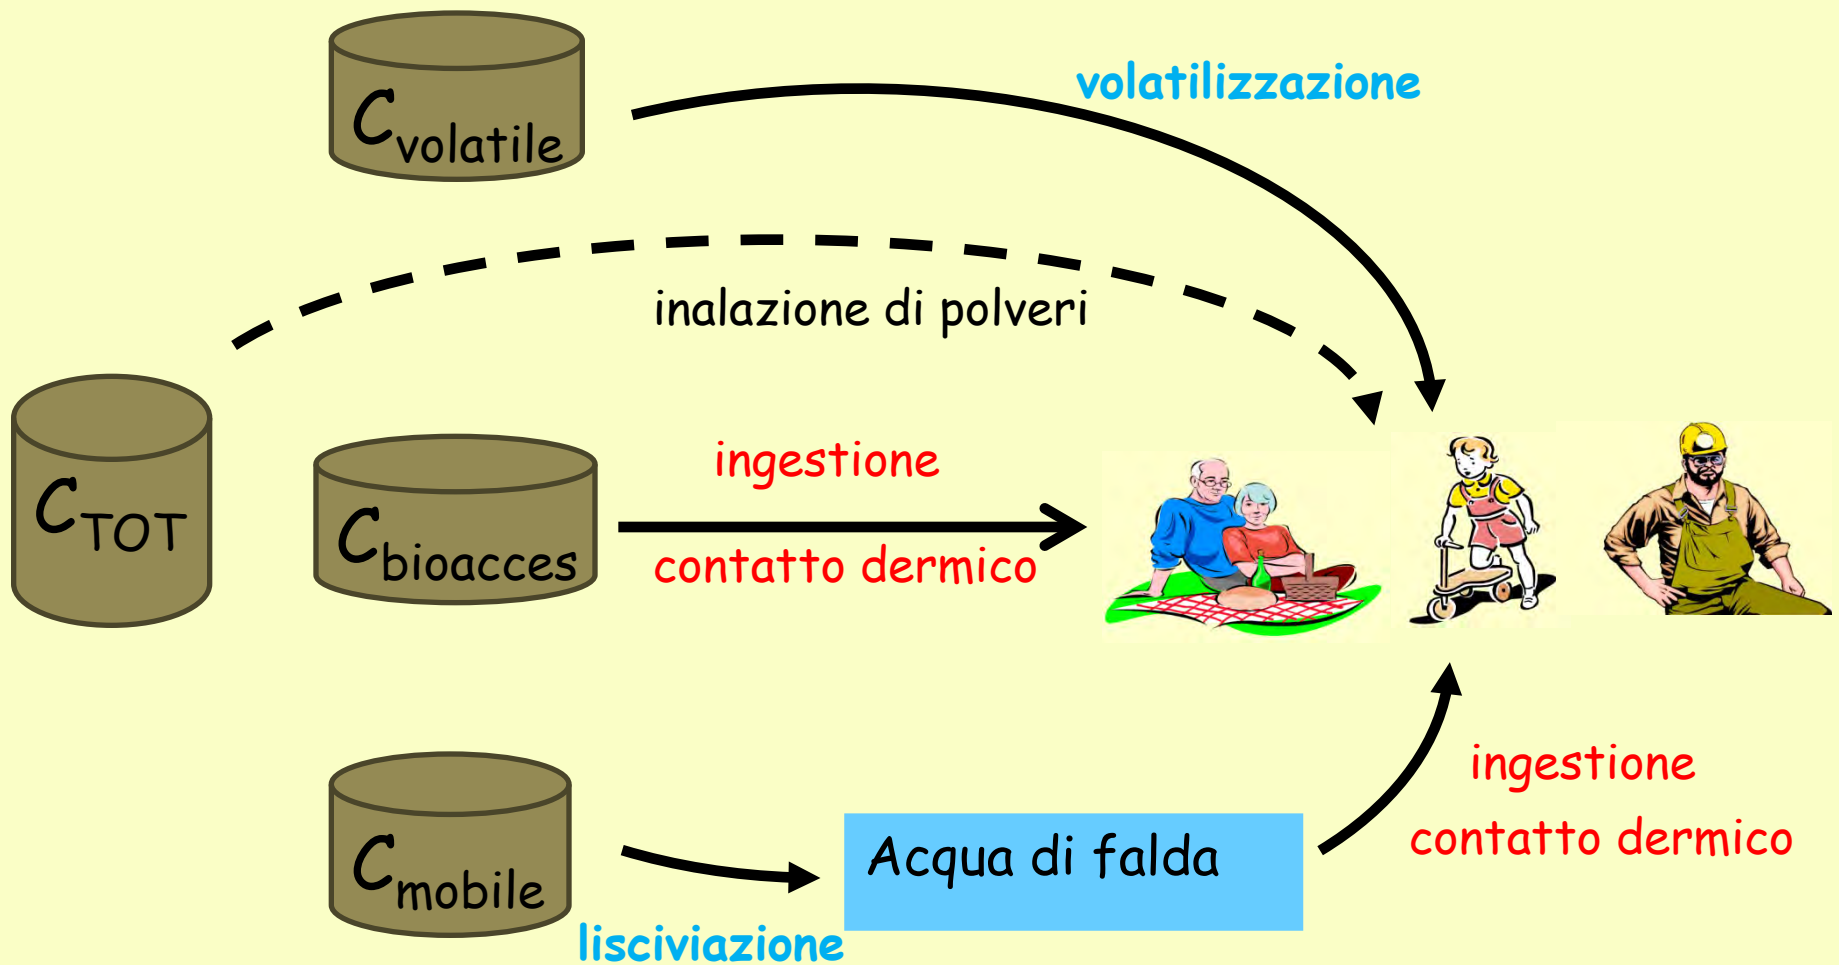 volatilizzazione
Cvolatile
inalazione di polveri
CTOT
Cbioacces
ingestione
contatto dermico
Cmobile
lisciviazione
Acqua di falda
ingestione
contatto dermico